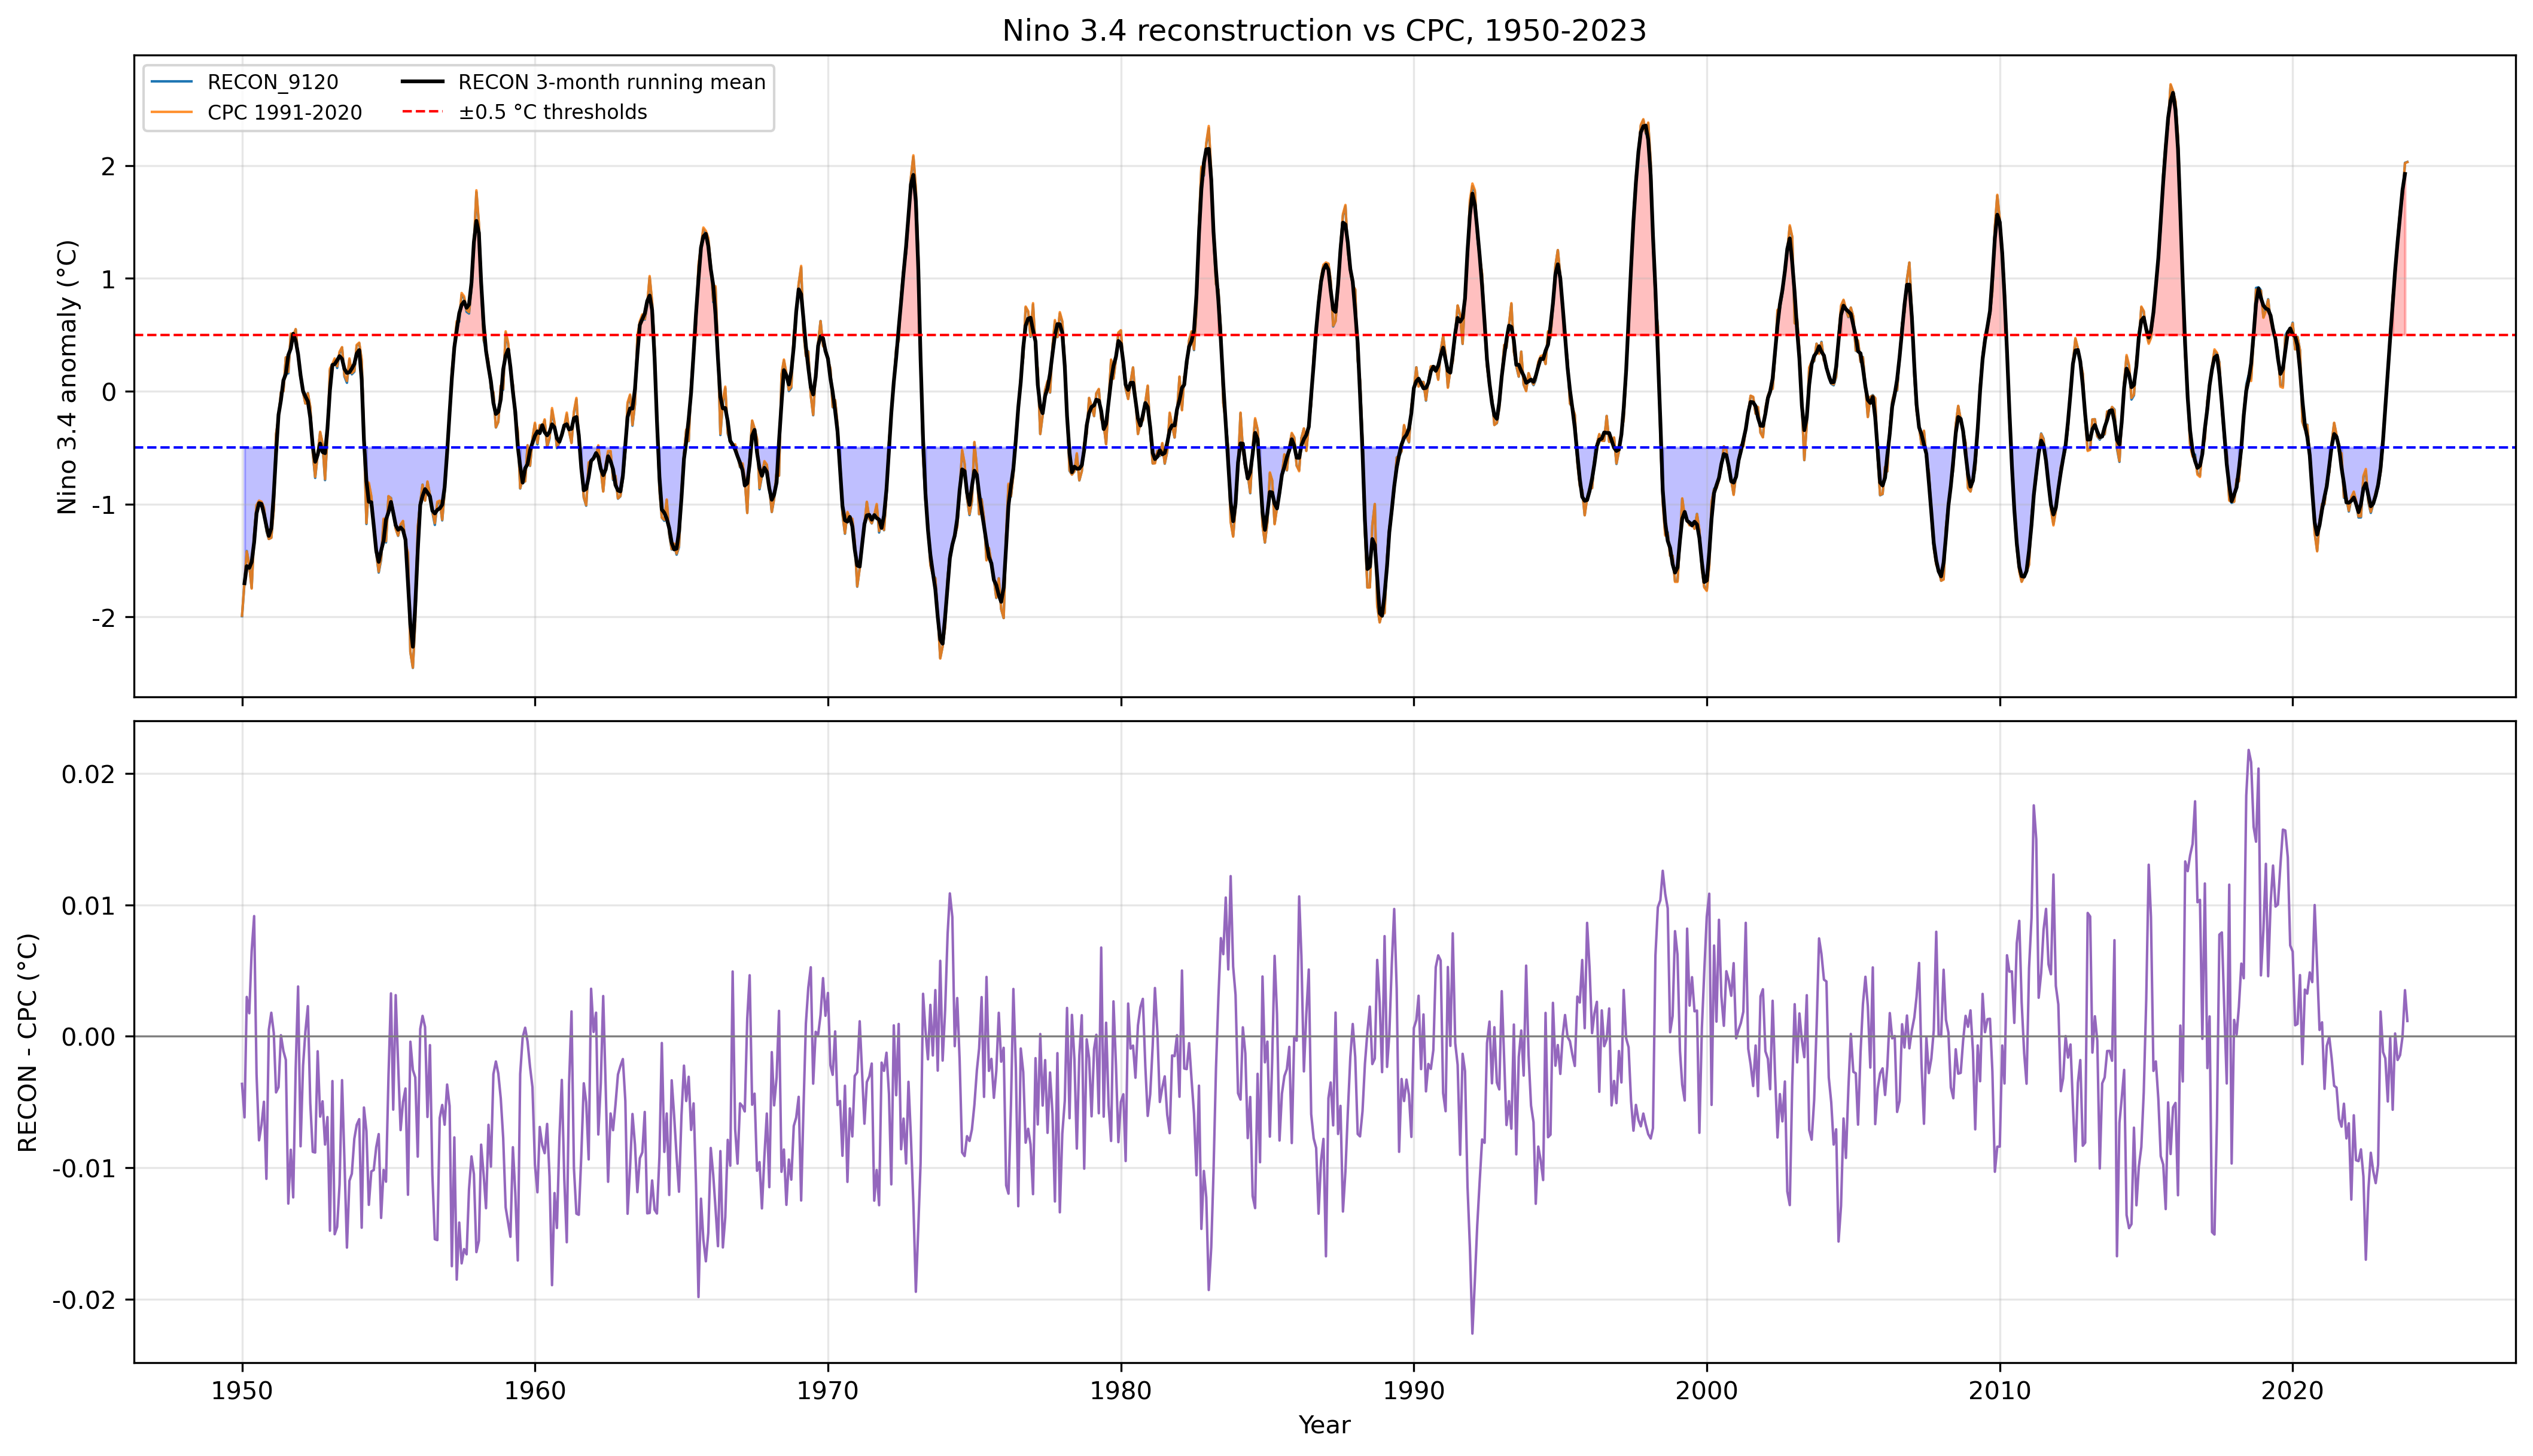 Nino 3.4 reconstruction vs CPC, 1950-2023
RECON_9120
CPC 1991-2020
RECON 3-month running mean
±0.5 °C thresholds
Nino 3.4 anomaly (°C)
2
1
0
-1
-2
RECON - CPC (°C)
0.02
0.01
0.00
-0.01
-0.02
1950 1960 1970 1980 1990 2000 2010 2020
Year